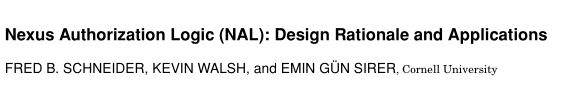 Nexus Authorization Logic (NAL): Design Rationale and Applications
FRED B. SCHNEIDER, KEVIN WALSH, and EMIN GÜN SIRER, Cornell University